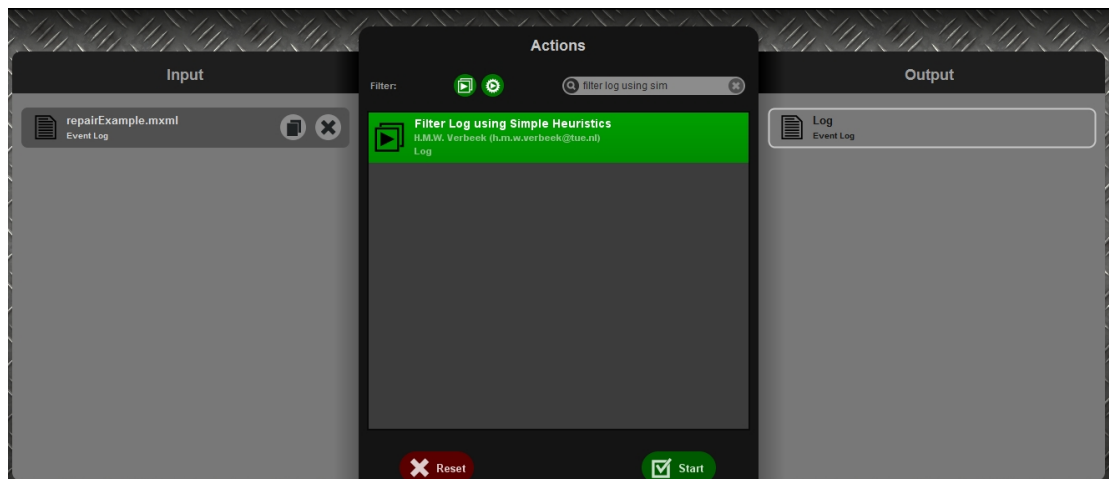 Actions
Input
Output
Filter:
filter log using sim
repairExample.mxml
Event Log
Filter Log using Simple Heuristics
H.M.W. Verbeek (h.m.w.verbeek@tue.nl)
Log
Log
Event Log
Reset
Start